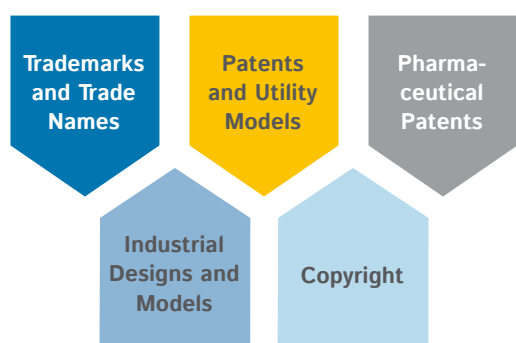 Trademarks
and Trade
Names
Patents
and Utility
Models
Pharma-
ceutical
Patents
Industrial
Designs and
Models
Copyright